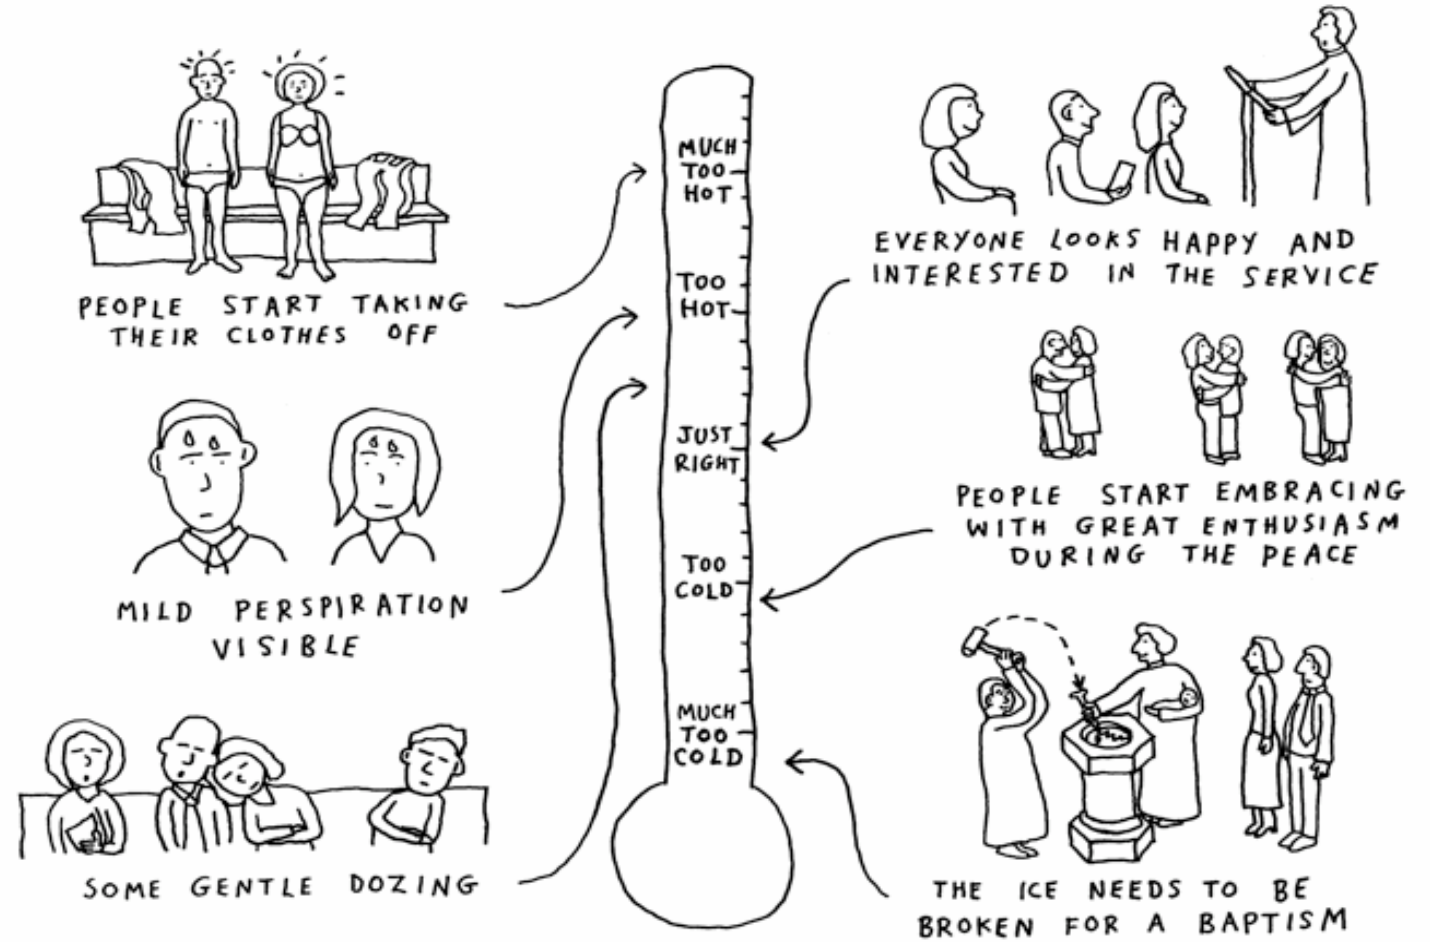 PEOPLE START TAKING
THEIR CLOTHES OFF
MILD PERSPIRATION
VISIBLE
SOME GENTLE DOZING
MUCH
TOO
HOT
TOO
HOT
JUST
RIGHT
TOO
COLD
MUCH
TOO
COLD
EVERYONE LOOKS HAPPY AND
INTERESTED IN THE SERVICE
PEOPLE START EMBRACING
WITH GREAT ENTHUSIASM
DURING THE PEACE
THE ICE NEEDS TO BE
BROKEN FOR A BAPTISM